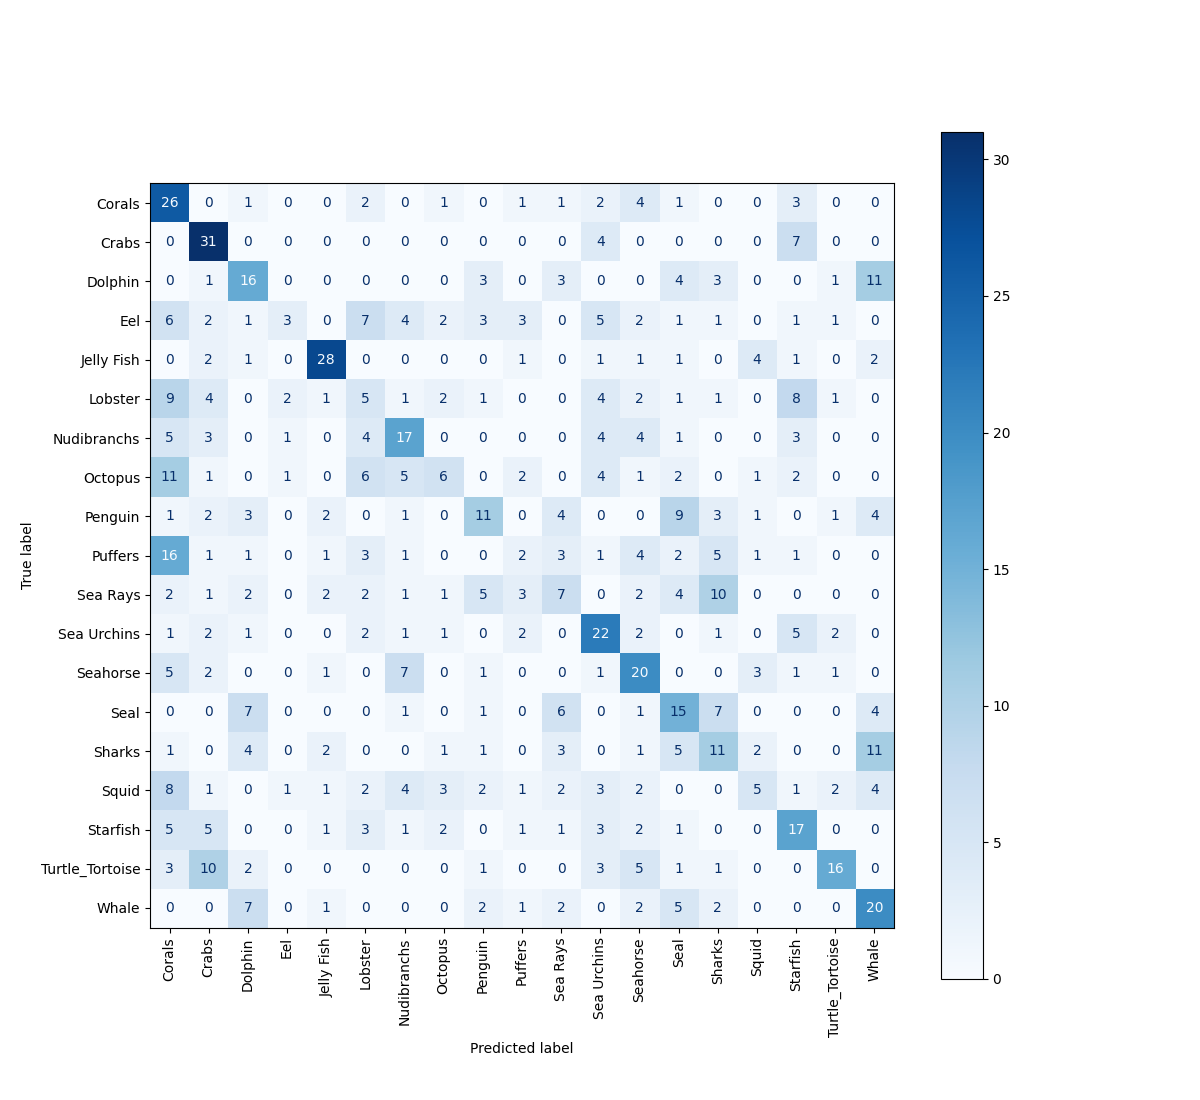 Corals 26 0 1 0 0 2 0 1 0 1 1 2 4 1 0 0 3 0 0
Crabs 0 31 0 0 0 0 0 0 0 0 0 4 0 0 0 0 7 0 0
Dolphin 0 1 16 0 0 0 0 0 3 0 3 0 0 4 3 0 0 1 11
Eel 6 2 1 3 0 7 4 2 3 3 0 5 2 1 1 0 1 1 0
Jelly Fish 0 2 1 0 28 0 0 0 0 1 0 1 1 1 0 4 1 0 2
Lobster 9 4 0 2 1 5 1 2 1 0 0 4 2 1 1 0 8 1 0
Nudibranchs 5 3 0 1 0 4 17 0 0 0 0 4 4 1 0 0 3 0 0
Octopus 11 1 0 1 0 6 5 6 0 2 0 4 1 2 0 1 2 0 0
Penguin 1 2 3 0 2 0 1 0 11 0 4 0 0 9 3 1 0 1 4
Puffers 16 1 1 0 1 3 1 0 0 2 3 1 4 2 5 1 1 0 0
Sea Rays 2 1 2 0 2 2 1 1 5 3 7 0 2 4 10 0 0 0 0
Sea Urchins 1 2 1 0 0 2 1 1 0 2 0 22 2 0 1 0 5 2 0
Seahorse 5 2 0 0 1 0 7 0 1 0 0 1 20 0 0 3 1 1 0
Seal 0 0 7 0 0 0 1 0 1 0 6 0 1 15 7 0 0 0 4
Sharks 1 0 4 0 2 0 0 1 1 0 3 0 1 5 11 2 0 0 11
Squid 8 1 0 1 1 2 4 3 2 1 2 3 2 0 0 5 1 2 4
Starfish 5 5 0 0 1 3 1 2 0 1 1 3 2 1 0 0 17 0 0
Turtle_Tortoise 3 10 2 0 0 0 0 0 1 0 0 3 5 1 1 0 0 16 0
Whale 0 0 7 0 1 0 0 0 2 1 2 0 2 5 2 0 0 0 20
True label
Corals
Crabs
Dolphin
Eel
Jelly Fish
Lobster
Nudibranchs
Octopus
Penguin
Puffers
Sea Rays
Sea Urchins
Seahorse
Seal
Sharks
Squid
Starfish
Turtle_Tortoise
Whale
Predicted label
30
25
20
15
10
5
0